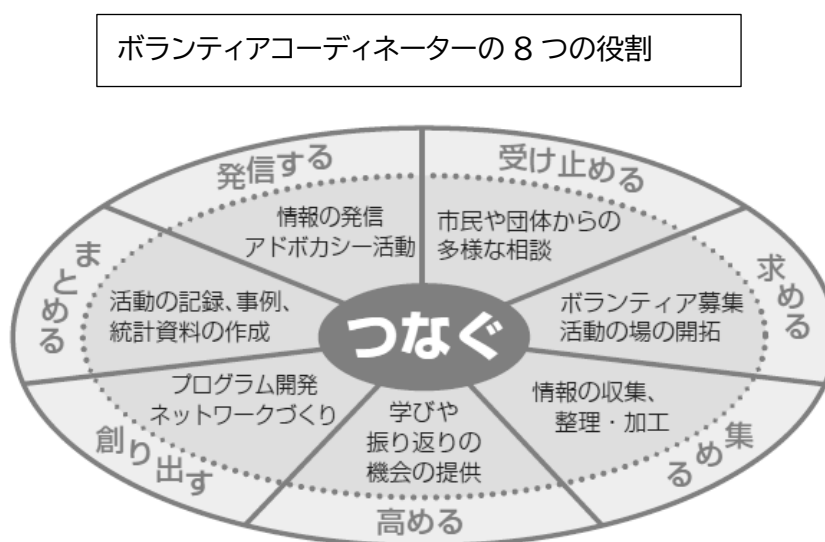 ボランティアコーディネーターの 8 つの役割
発信する
情報の発信
アドボカシー活動
受け止める
市民や団体からの
多様な相談
求める
ボランティア募集
活動の場の開拓
集める
情報の収集、
整理・加工
高める
学びや
振り返りの
機会の提供
創り出す
プログラム開発
ネットワークづくり
まとめる
活動の記録、事例、
統計資料の作成
つなぐ